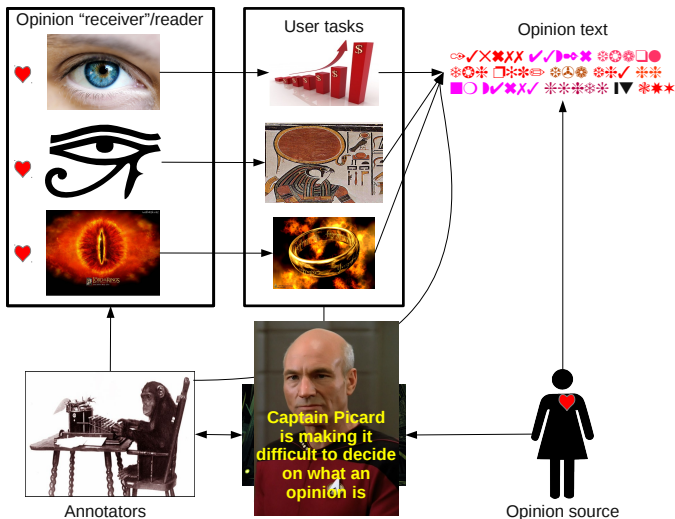 Opinion "receiver"/reader
User tasks
Opinion text
$
$
Captain Picard
is making it
difficult to decide
on what an
opinion is
Annotators
Opinion source